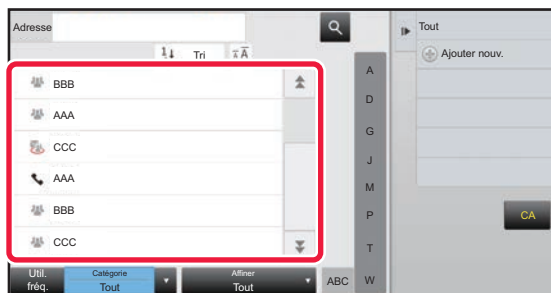 Adresse
Tout
Tri
Ajouter nouv.
A
BBB
D
AAA
G
CCC
J
AAA
M
BBB
P
CA
CCC
T
Util.
fréq.
Catégorie
Tout
Affiner
Tout
ABC
W